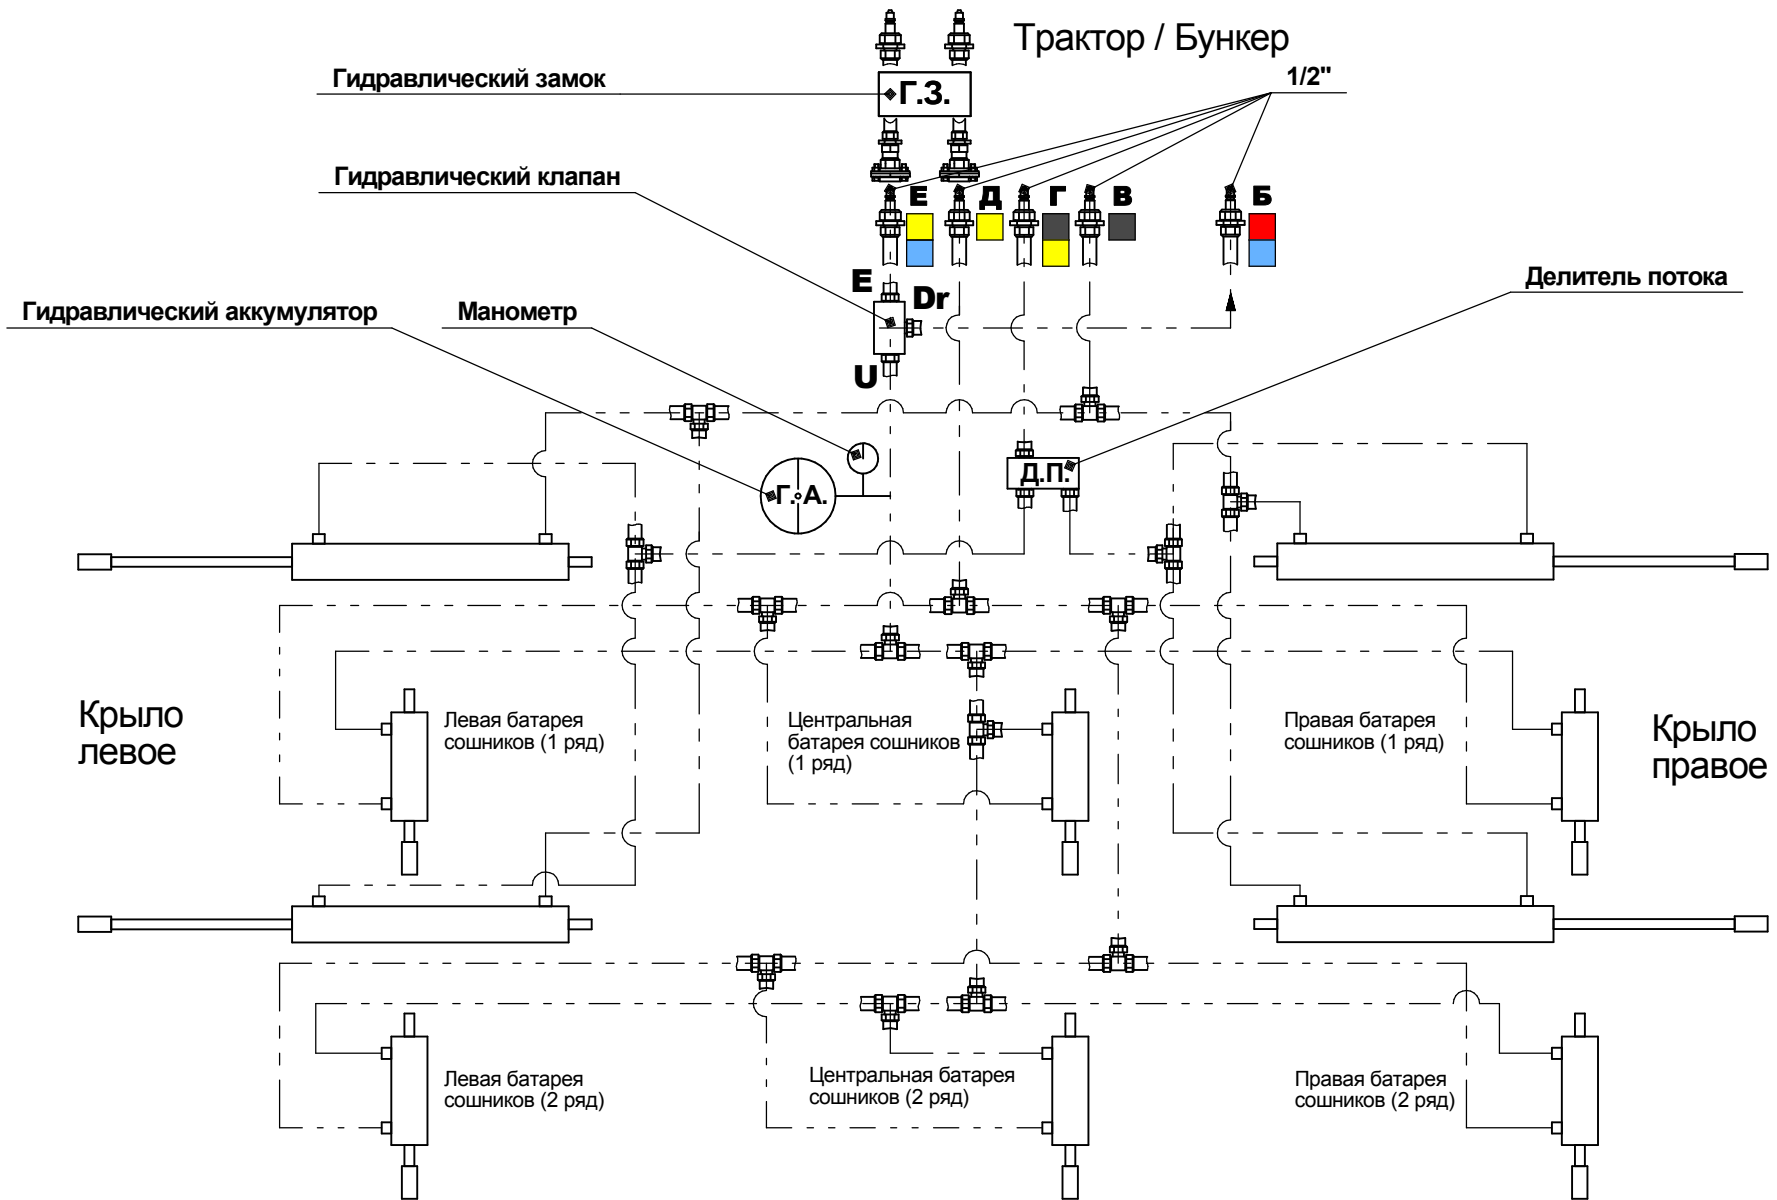 Трактор / Бункер
Гидравлический замок
1/2"
Г.З.
Гидравлический клапан
Е
Д
Г
В
Б
E
Dr
Делитель потока
Гидравлический аккумулятор
Манометр
U
Д.П.
Г. А.
Крыло
левое
Левая батарея
сошников (1 ряд)
Центральная
батарея сошников
(1 ряд)
Правая батарея
сошников (1 ряд)
Крыло
правое
Левая батарея
сошников (2 ряд)
Центральная батарея
сошников (2 ряд)
Правая батарея
сошников (2 ряд)